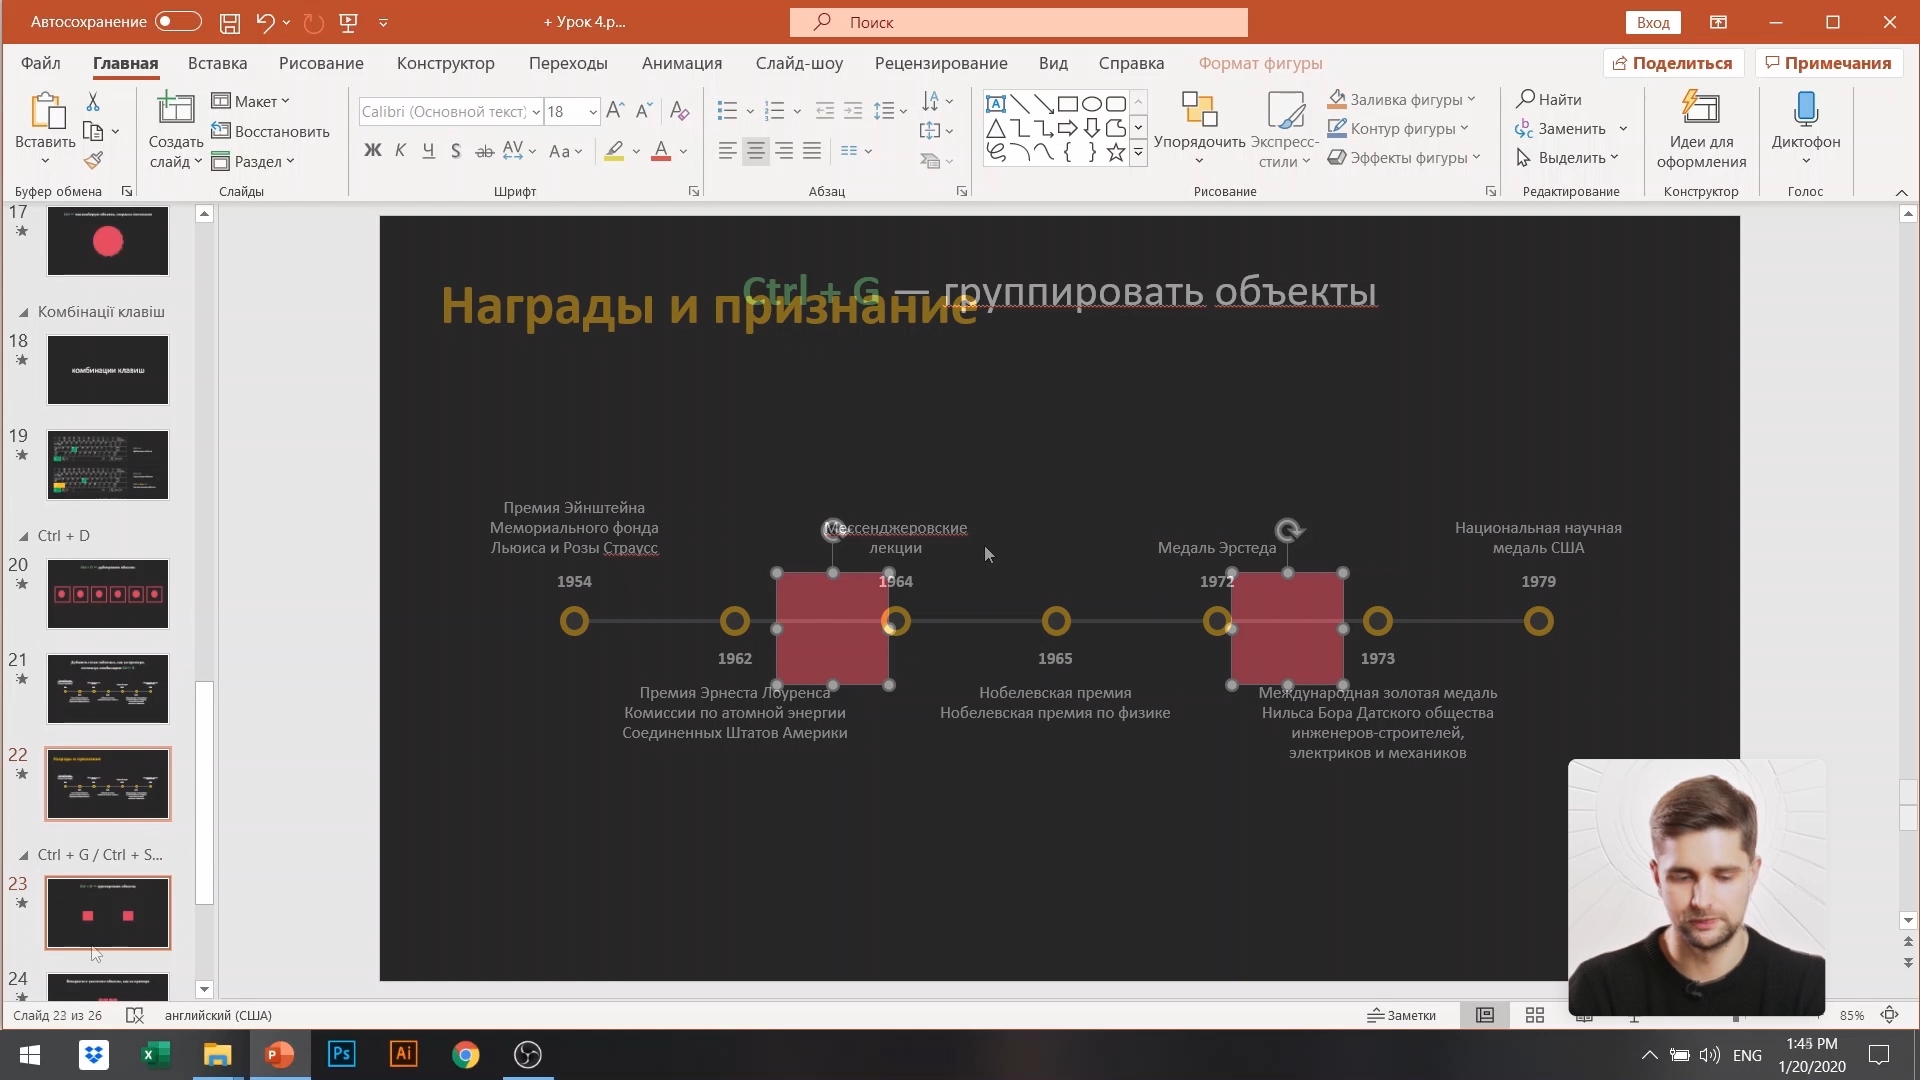 Автосохранение
+ Урок 4.p...
Поиск
Вход
Файл
Главная
Вставка
Рисование
Конструктор
Переходы
Анимация
Слайд-шоу
Рецензирование
Вид
Справка
Формат фигуры
Поделиться
Примечания
Вставить
Буфер обмена
Создать
слайд
Макет
Восстановить
Раздел
Слайды
Calibri (Основной текст)
18
Ж К Ч S ab AV Aa А
Шрифт
Абзац
Упорядочить
Экспресс-
стили
Заливка фигуры
Контур фигуры
Эффекты фигуры
Рисование
Найти
Заменить
Выделить
Редактирование
Идеи для
оформления
Конструктор
Диктофон
Голос
17
Комбінації клавіш
18
комбинации клавиш
19
Ctrl + D
20
21
22
Награды и признание
Ctrl + G / Ctrl + S...
23
24
Ctrl + G — группировать объекты
Награды и признание
Премия Эйнштейна
Мемориального фонда
Льюиса и Розы Страусс
1954
1962
Премия Эрнеста Лоуренса
Комиссии по атомной энергии
Соединенных Штатов Америки
Мессенджеровские
лекции
1964
1965
Нобелевская премия
Нобелевская премия по физике
Медаль Эрстеда
1972
1973
Международная золотая медаль
Нильса Бора Датского общества
инженеров-строителей,
электриков и механиков
Национальная научная
медаль США
1979
Слайд 23 из 26
английский (США)
Заметки
85%
Ps
Ai
ENG
1:45 PM
1/20/2020